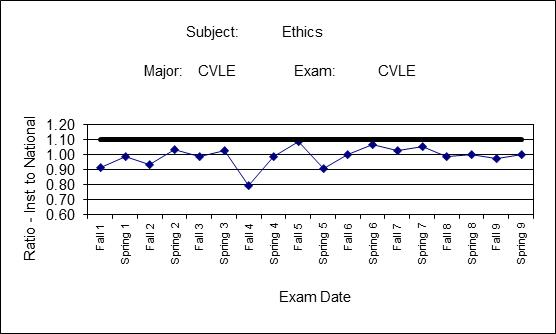 Subject: Ethics
Major: CVLE Exam: CVLE
Ratio - Inst to National
1.20
1.10
1.00
0.90
0.80
0.70
0.60
Fall 1
Spring 1
Fall 2
Spring 2
Fall 3
Spring 3
Fall 4
Spring 4
Fall 5
Spring 5
Fall 6
Spring 6
Fall 7
Spring 7
Fall 8
Spring 8
Fall 9
Spring 9
Exam Date